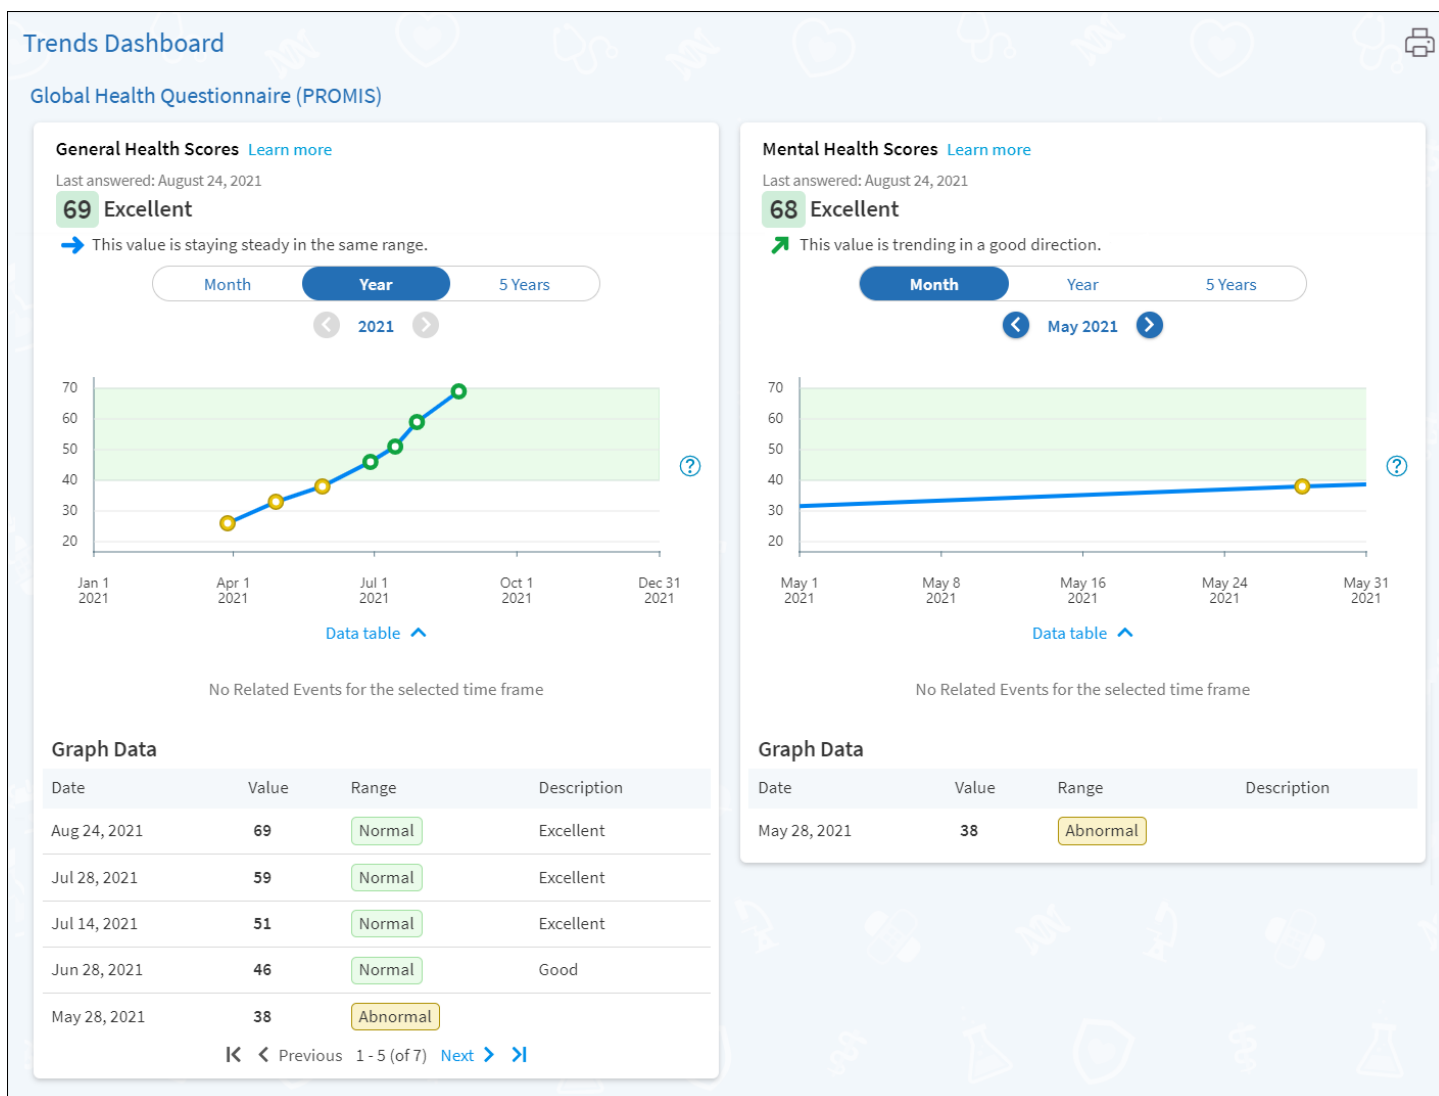 Trends Dashboard
Global Health Questionnaire (PROMIS)
General Health Scores Learn more
Last answered: August 24, 2021
69 Excellent
This value is staying steady in the same range.
Month Year 5 Years
2021
70
60
50
40
30
20
Jan 1 Apr 1 Jul 1 Oct 1 Dec 31
2021 2021 2021 2021 2021
?
Data table
No Related Events for the selected time frame
Graph Data
Date Value Range Description
Aug 24, 2021 69 Normal Excellent
Jul 28, 2021 59 Normal Excellent
Jul 14, 2021 51 Normal Excellent
Jun 28, 2021 46 Normal Good
May 28, 2021 38 Abnormal
Previous 1 - 5 (of 7) Next
Mental Health Scores Learn more
Last answered: August 24, 2021
68 Excellent
This value is trending in a good direction.
Month Year 5 Years
May 2021
70
60
50
40
30
20
May 1 May 8 May 16 May 24 May 31
2021 2021 2021 2021 2021
?
Data table
No Related Events for the selected time frame
Graph Data
Date Value Range Description
May 28, 2021 38 Abnormal